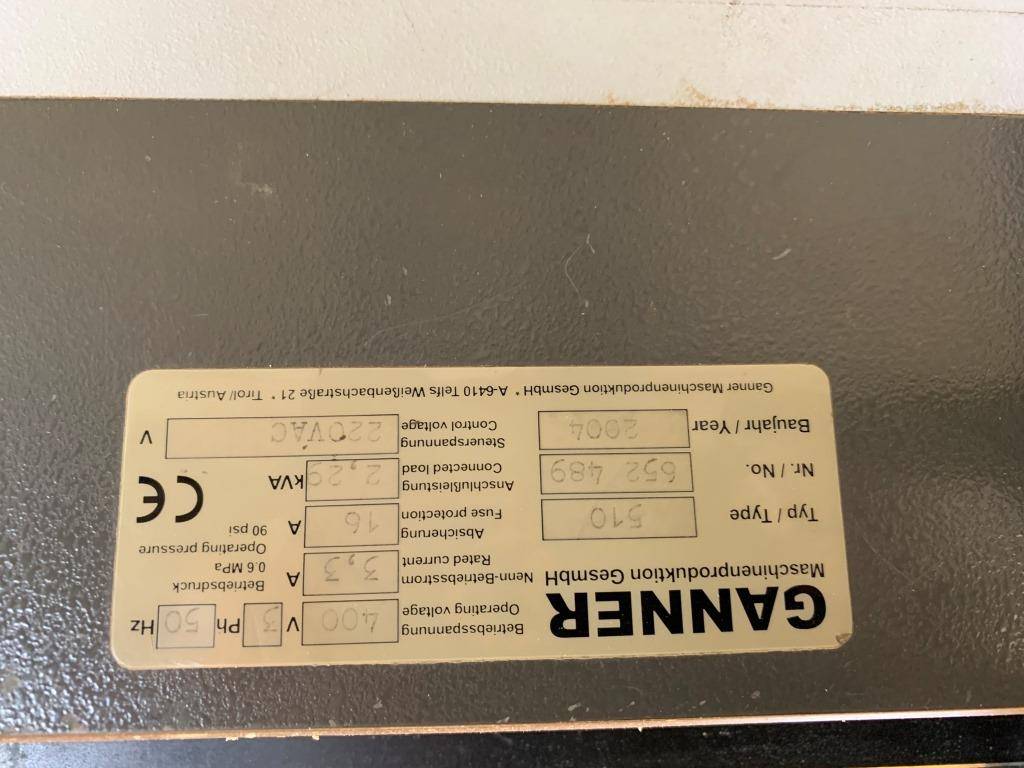 GANNER
Maschinenproduktion GesmbH
Typ / Type 510
Nr. / No. 652 489
Baujahr / Year 2004
Betriebsspannung
Operating voltage 400 V 3 Ph 50 Hz
Nenn-Betriebsstrom
Rated current 3,3 A
Absicherung
Fuse protection 16 A
Anschlußleistung
Connected load 2,29 kVA
Steuerspannung
Control voltage 220VAC V
Betriebsdruck
0.6 MPa
Operating pressure
90 psi
CE
Ganner Maschinenproduktion GesmbH * A-6410 Telfs Weißenbachstraße 21 * Tirol/ Austria